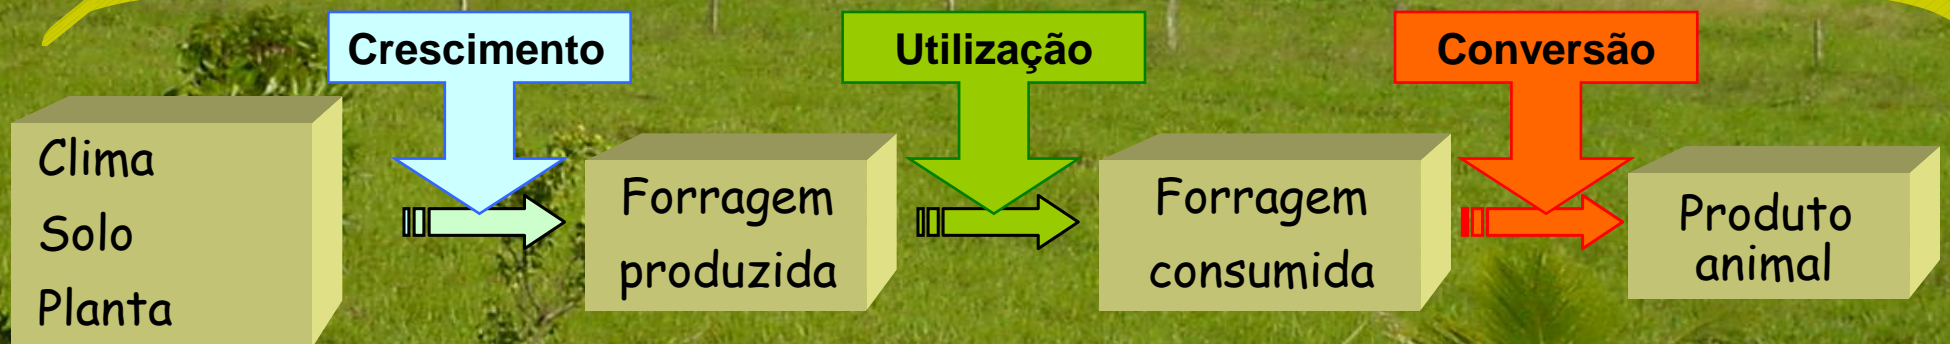 Crescimento
Utilização
Conversão
Clima
Solo
Planta
Forragem
produzida
Forragem
consumida
Produto
animal